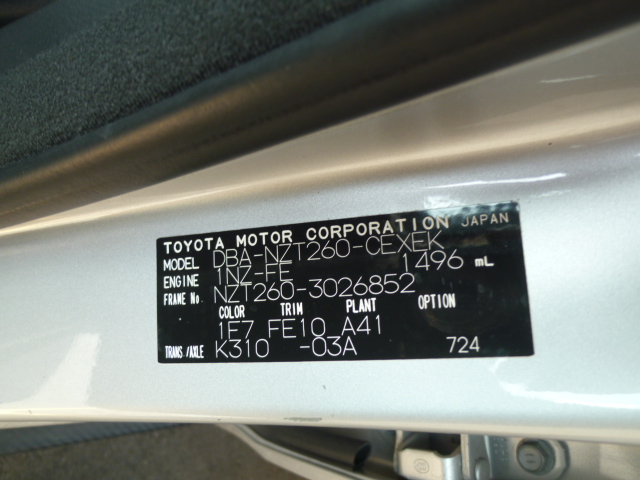 TOYOTA MOTOR CORPORATION JAPAN
MODEL DBA-NZT260-CEXEK
ENGINE 1NZ-FE 1496 mL
FRAME No. NZT260-3026852
COLOR TRIM PLANT OPTION
1E7 FE10 A41
TRANS./AXLE K310 -03A 724